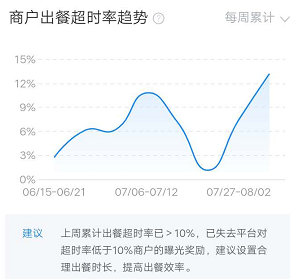 商户出餐超时率趋势 ?
每周累计
15%
12%
9%
6%
3%
0%
06/15-06/21 07/06-07/12 07/27-08/02
建议 上周累计出餐超时率已>10%，已失去平台对
超时率低于10%商户的曝光奖励，建议设置合
理出餐时长，提高出餐效率。